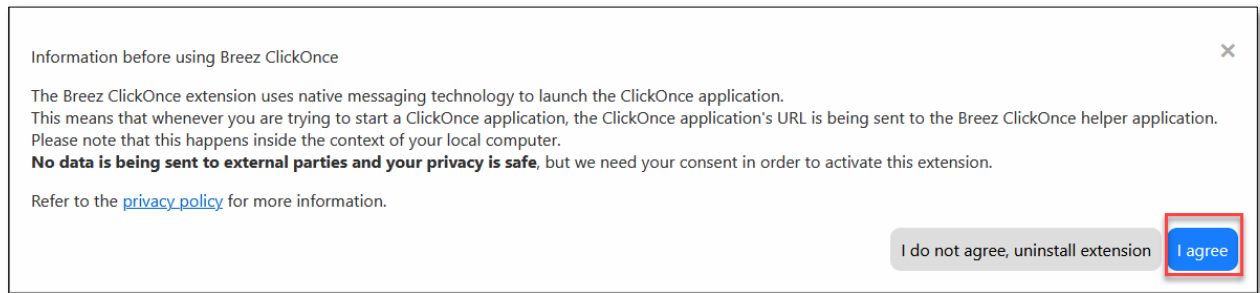 Information before using Breez ClickOnce
×
The Breez ClickOnce extension uses native messaging technology to launch the ClickOnce application.
This means that whenever you are trying to start a ClickOnce application, the ClickOnce application's URL is being sent to the Breez ClickOnce helper application.
Please note that this happens inside the context of your local computer.
No data is being sent to external parties and your privacy is safe, but we need your consent in order to activate this extension.
Refer to the privacy policy for more information.
I do not agree, uninstall extension
I agree